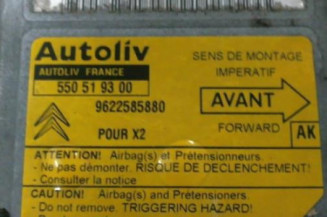 Autoliv
SENS DE MONTAGE
AUTOLIV FRANCE
IMPERATIF
550 51 93 00
9622585880
AVANT
POUR X2
FORWARD
AK
ATTENTION! Airbag(s) et Prétensionneurs.
- Ne pas démonter. RISQUE DE DECLENCHEMENT!
- Consulter la notice
CAUTION! Airbag(s) and Pretensioners.
- Do not remove. TRIGGERING HAZARD!